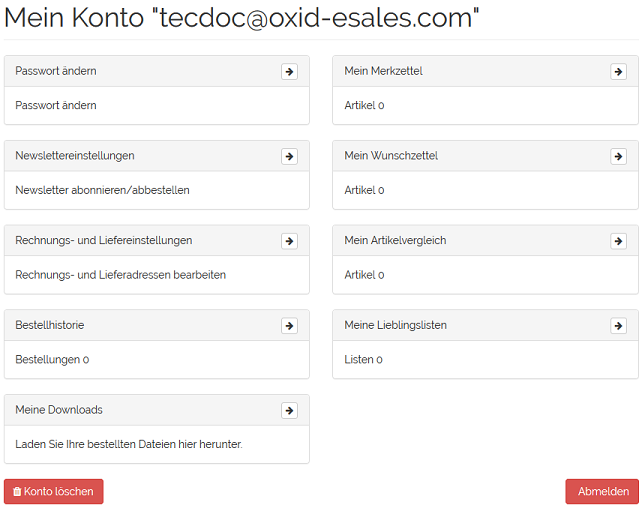 Mein Konto "tecdoc@oxid-esales.com"
Passwort ändern
Passwort ändern
Newslettereinstellungen
Newsletter abonnieren/abbestellen
Rechnungs- und Liefereinstellungen
Rechnungs- und Lieferadressen bearbeiten
Bestellhistorie
Bestellungen 0
Meine Downloads
Laden Sie Ihre bestellten Dateien hier herunter.
Mein Merkzettel
Artikel 0
Mein Wunschzettel
Artikel 0
Mein Artikelvergleich
Artikel 0
Meine Lieblingslisten
Listen 0
Konto löschen
Abmelden